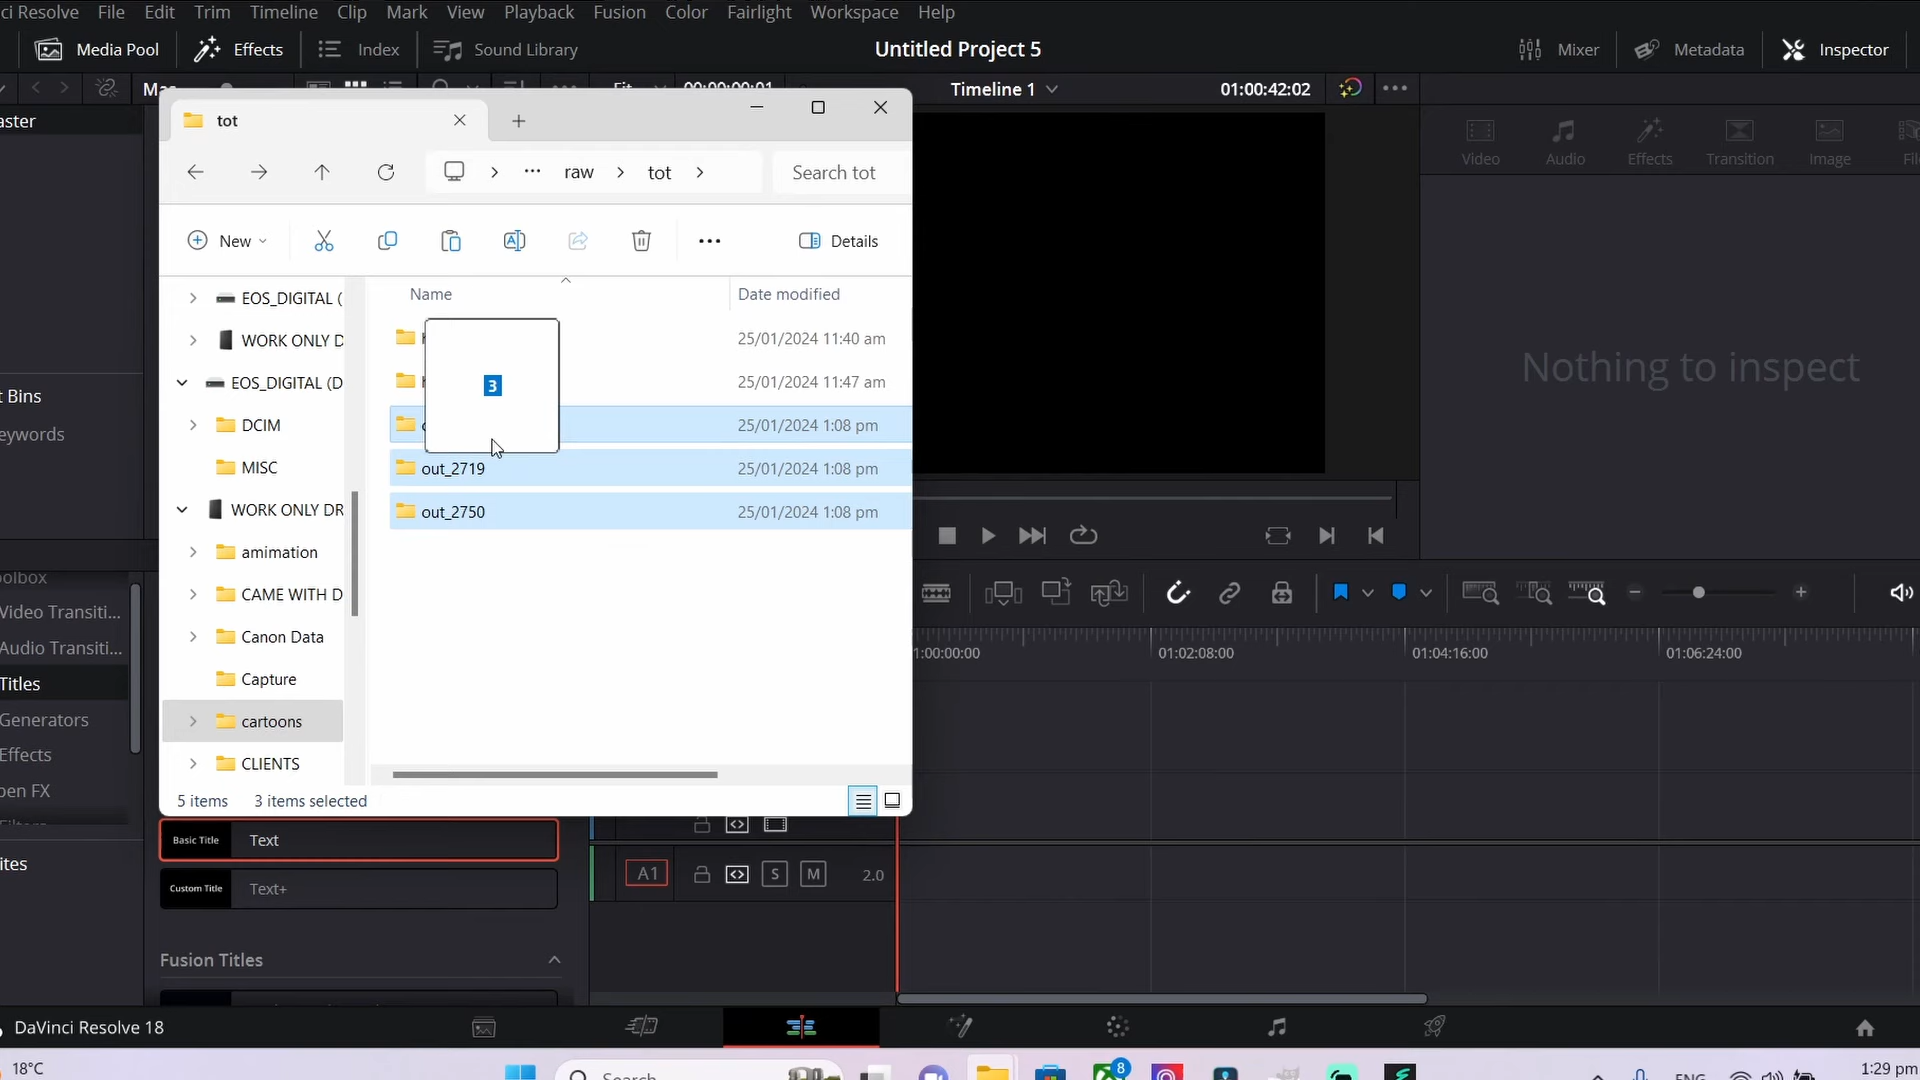 ci Resolve File Edit Trim Timeline Clip Mark View Playback Fusion Color Fairlight Workspace Help
Media Pool Effects Index Sound Library Untitled Project 5 Mixer Metadata Inspector
Timeline 1 01:00:42:02
aster
tot
Video Audio Effects Transition Image
raw tot Search tot
New Details
Name Date modified
EOS_DIGITAL (
25/01/2024 11:40 am
WORK ONLY D
25/01/2024 11:47 am
EOS_DIGITAL (D
3
Nothing to inspect
t Bins
DCIM
25/01/2024 1:08 pm
eywords
MISC
out_2719 25/01/2024 1:08 pm
WORK ONLY DR
out_2750 25/01/2024 1:08 pm
amimation
oolbox
CAME WITH D
Video Transiti...
Canon Data
Audio Transiti...
1:00:00:00 01:02:08:00 01:04:16:00 01:06:24:00
Capture
Titles
Generators
cartoons
Effects
CLIENTS
pen FX
5 items 3 items selected
Basic Title Text
ites
A1 S M 2.0
Custom Title Text+
Fusion Titles
DaVinci Resolve 18
18°C Search 8 ENG 1:29 pm